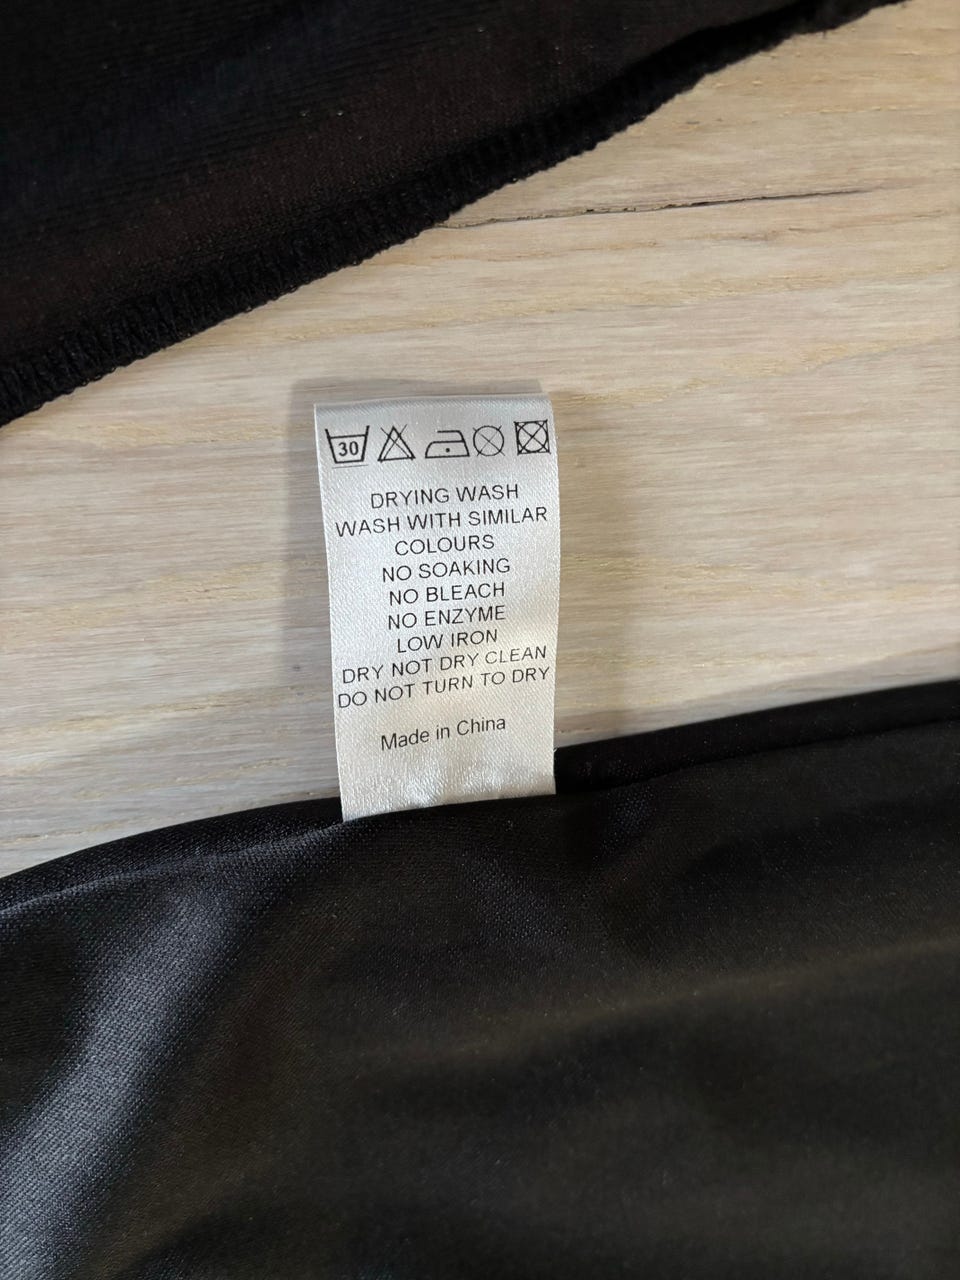 30
DRYING WASH
WASH WITH SIMILAR
COLOURS
NO SOAKING
NO BLEACH
NO ENZYME
LOW IRON
DRY NOT DRY CLEAN
DO NOT TURN TO DRY
Made in China